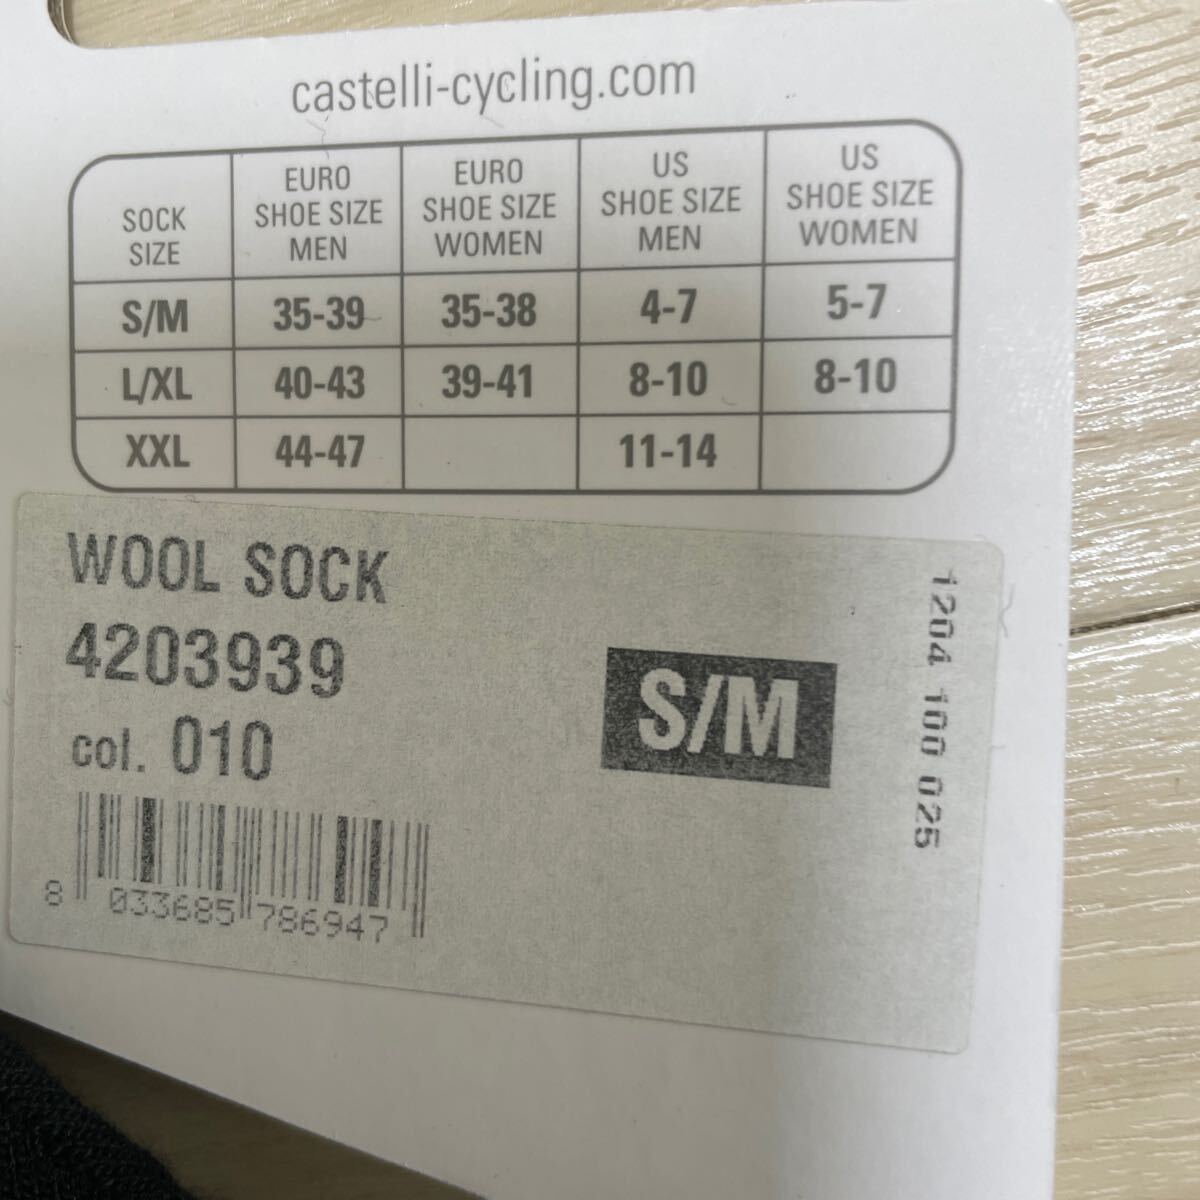 castelli-cycling.com
SOCK SIZE EURO SHOE SIZE MEN EURO SHOE SIZE WOMEN US SHOE SIZE MEN US SHOE SIZE WOMEN
S/M 35-39 35-38 4-7 5-7
L/XL 40-43 39-41 8-10 8-10
XXL 44-47 11-14
WOOL SOCK
4203939
col. 010
S/M
8 033685 786947
1204 100 025